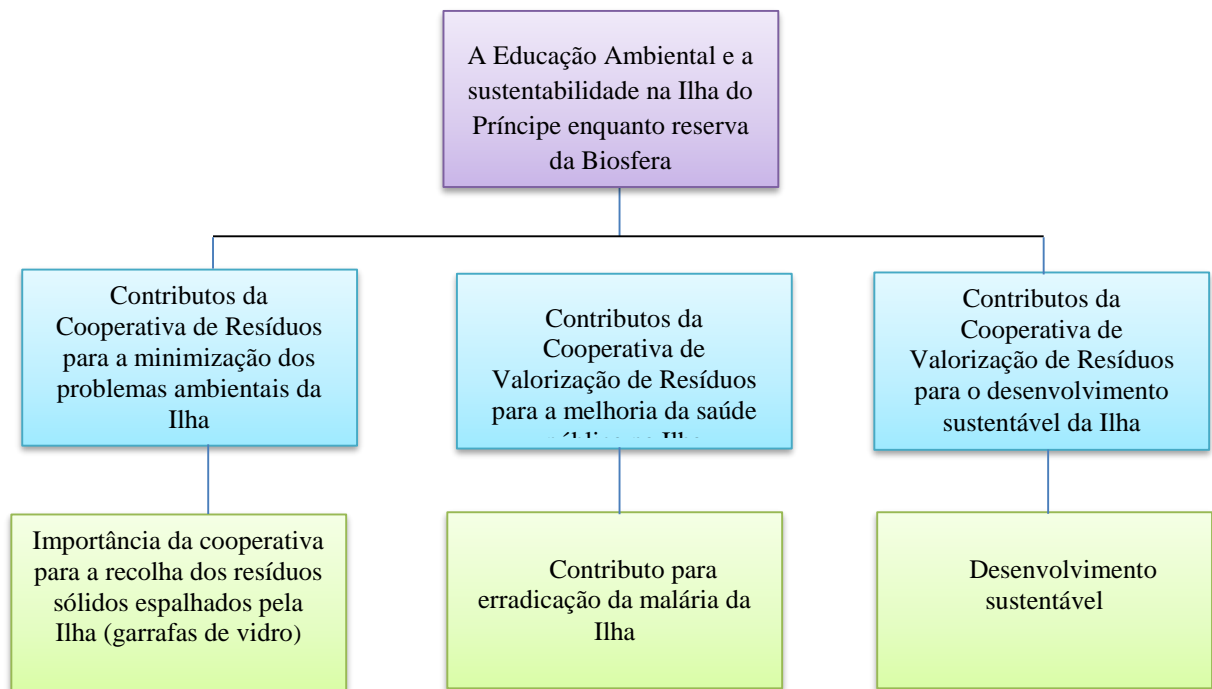 A Educação Ambiental e a
sustentabilidade na Ilha do
Príncipe enquanto reserva
da Biosfera
Contributos da
Cooperativa de Resíduos
para a minimização dos
problemas ambientais da
Ilha
Contributos da
Cooperativa de
Valorização de Resíduos
para a melhoria da saúde
Contributos da
Cooperativa de
Valorização de Resíduos
para o desenvolvimento
sustentável da Ilha
Importância da cooperativa
para a recolha dos resíduos
sólidos espalhados pela
Ilha (garrafas de vidro)
Contributo para
erradicação da malária da
Ilha
Desenvolvimento
sustentável